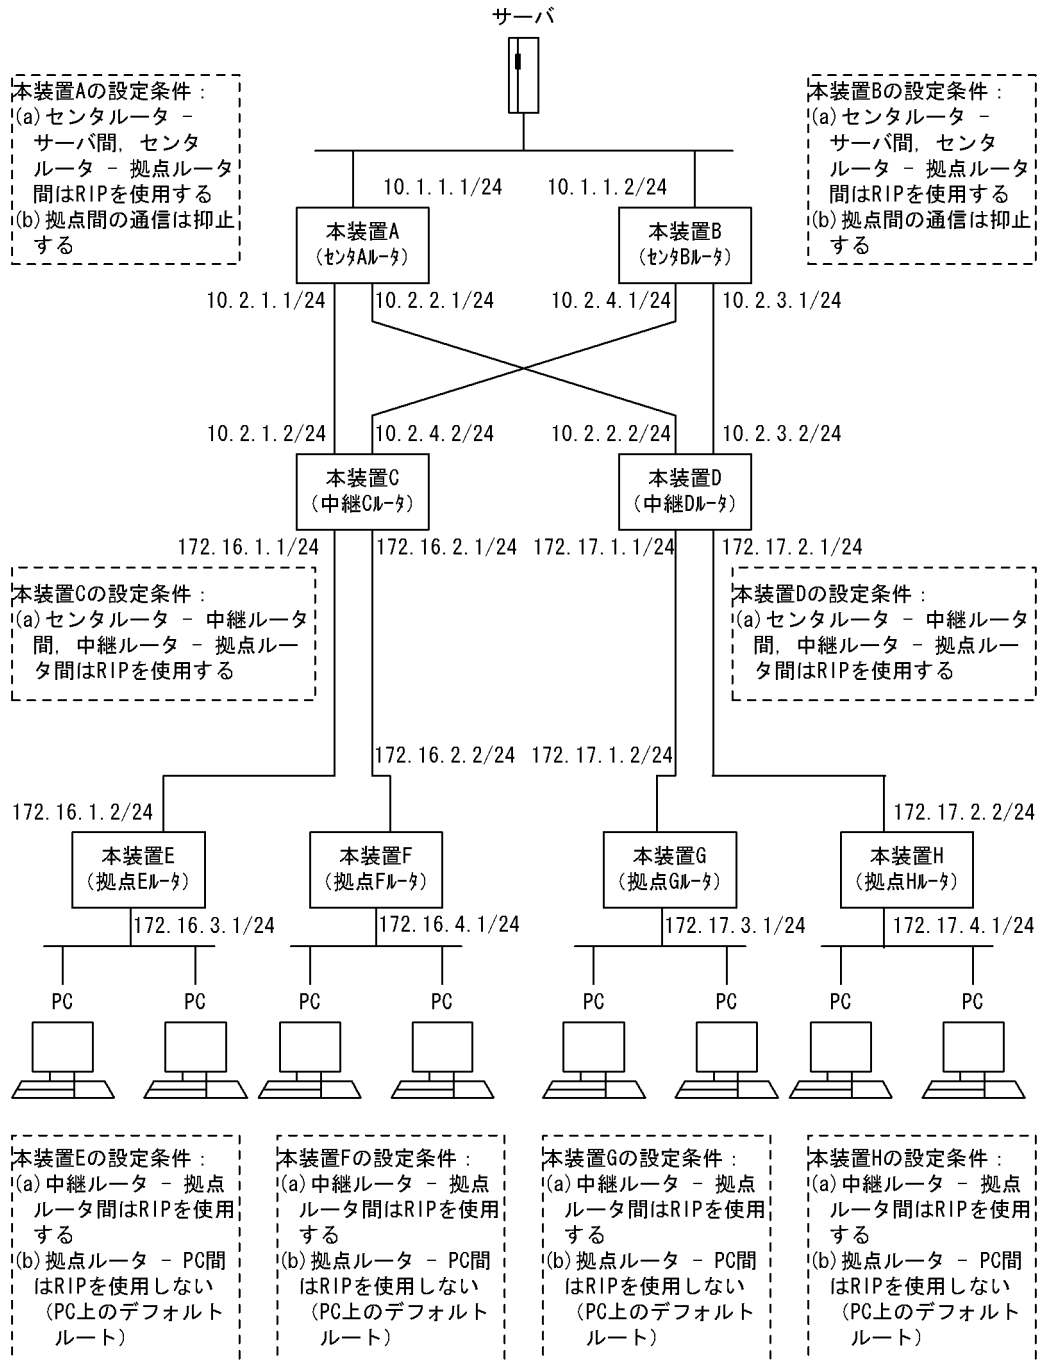 サーバ
本装置Aの設定条件：
(a)センタルータ －
サーバ間，センタ
ルータ － 拠点ルータ
間はRIPを使用する
(b)拠点間の通信は抑止
する
本装置Bの設定条件：
(a)センタルータ －
サーバ間，センタ
ルータ － 拠点ルータ
間はRIPを使用する
(b)拠点間の通信は抑止
する
10.1.1.1/24
10.1.1.2/24
本装置A
(ｾﾝﾀAﾙｰﾀ)
本装置B
(ｾﾝﾀBﾙｰﾀ)
10.2.1.1/24
10.2.2.1/24
10.2.4.1/24
10.2.3.1/24
10.2.1.2/24
10.2.4.2/24
10.2.2.2/24
10.2.3.2/24
本装置C
(中継Cﾙｰﾀ)
本装置D
(中継Dﾙｰﾀ)
172.16.1.1/24
172.16.2.1/24
172.17.1.1/24
172.17.2.1/24
本装置Cの設定条件：
(a)センタルータ － 中継ルータ
間，中継ルータ － 拠点ルー
タ間はRIPを使用する
本装置Dの設定条件：
(a)センタルータ － 中継ルータ
間，中継ルータ － 拠点ルー
タ間はRIPを使用する
172.16.2.2/24
172.17.1.2/24
172.16.1.2/24
172.17.2.2/24
本装置E
(拠点Eﾙｰﾀ)
本装置F
(拠点Fﾙｰﾀ)
本装置G
(拠点Gﾙｰﾀ)
本装置H
(拠点Hﾙｰﾀ)
172.16.3.1/24
172.16.4.1/24
172.17.3.1/24
172.17.4.1/24
PC
PC
PC
PC
PC
PC
PC
PC
本装置Eの設定条件：
(a)中継ルータ － 拠点
ルータ間はRIPを使用
する
(b)拠点ルータ － PC間
はRIPを使用しない
(PC上のデフォルト
ルート)
本装置Fの設定条件：
(a)中継ルータ － 拠点
ルータ間はRIPを使用
する
(b)拠点ルータ － PC間
はRIPを使用しない
(PC上のデフォルト
ルート)
本装置Gの設定条件：
(a)中継ルータ － 拠点
ルータ間はRIPを使用
する
(b)拠点ルータ － PC間
はRIPを使用しない
(PC上のデフォルト
ルート)
本装置Hの設定条件：
(a)中継ルータ － 拠点
ルータ間はRIPを使用
する
(b)拠点ルータ － PC間
はRIPを使用しない
(PC上のデフォルト
ルート)